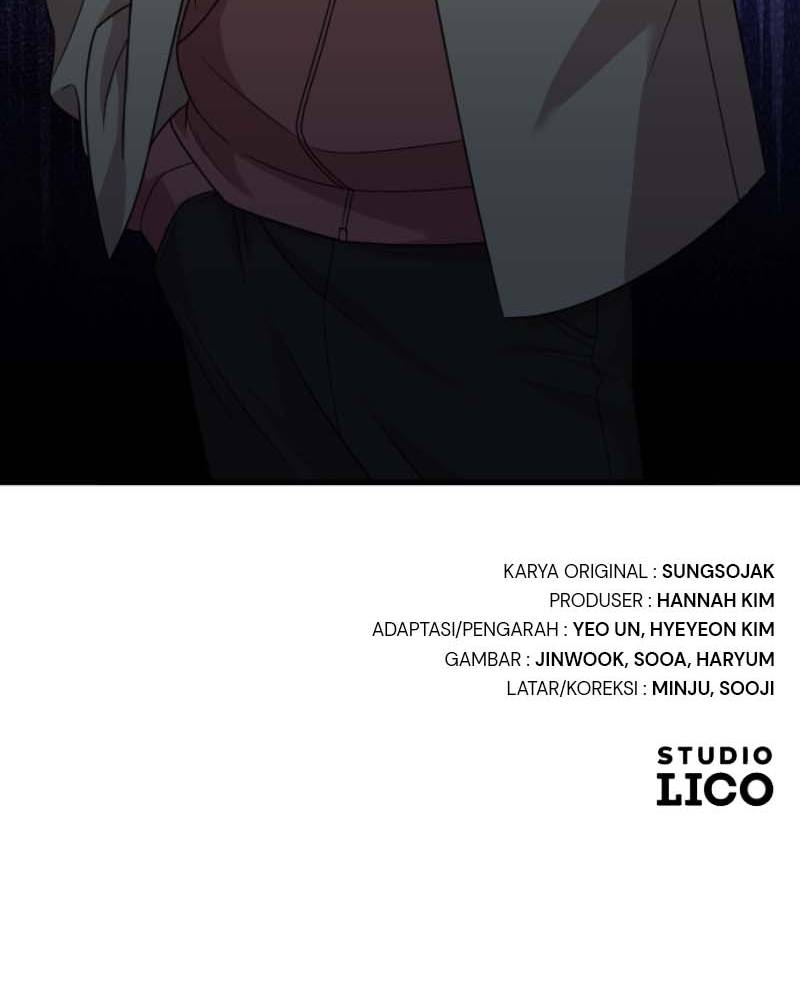 KARYA ORIGINAL : SUNGSOJAK
PRODUSER : HANNAH KIM
ADAPTASI/PENGARAH : YEO UN, HYEYEON KIM
GAMBAR : JINWOOK, SOOA, HARYUM
LATAR/KOREKSI : MINJU, SOOJI
STUDIO
LICO